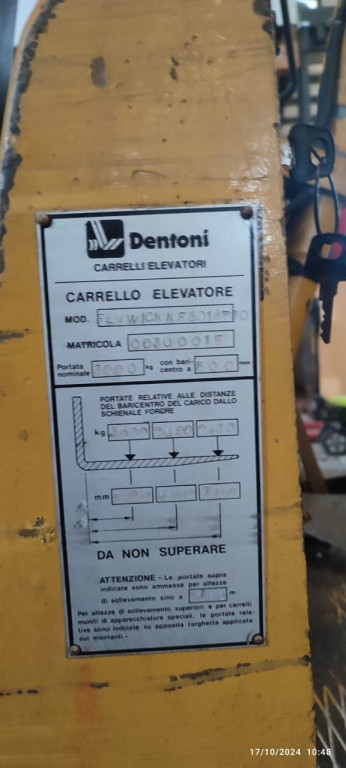 Dentoni
CARRELLI ELEVATORI
CARRELLO ELEVATORE
MOD.
MATRICOLA
Portata nominale kg con baricentro a 500 mm
PORTATE RELATIVE ALLE DISTANZE
DEL BARICENTRO DEL CARICO DALLO
SCHIENALE FORCHE
kg
mm
DA NON SUPERARE
ATTENZIONE - Le portate sopra
indicate sono ammesse per altezza
di sollevamento sino a m
Per altezze di sollevamento superiori e per carrelli
muniti di apparecchiature speciali, le portate rela-
tive sono indicate su apposita targhetta applicata
sui montanti -
17/10/2024 10:48